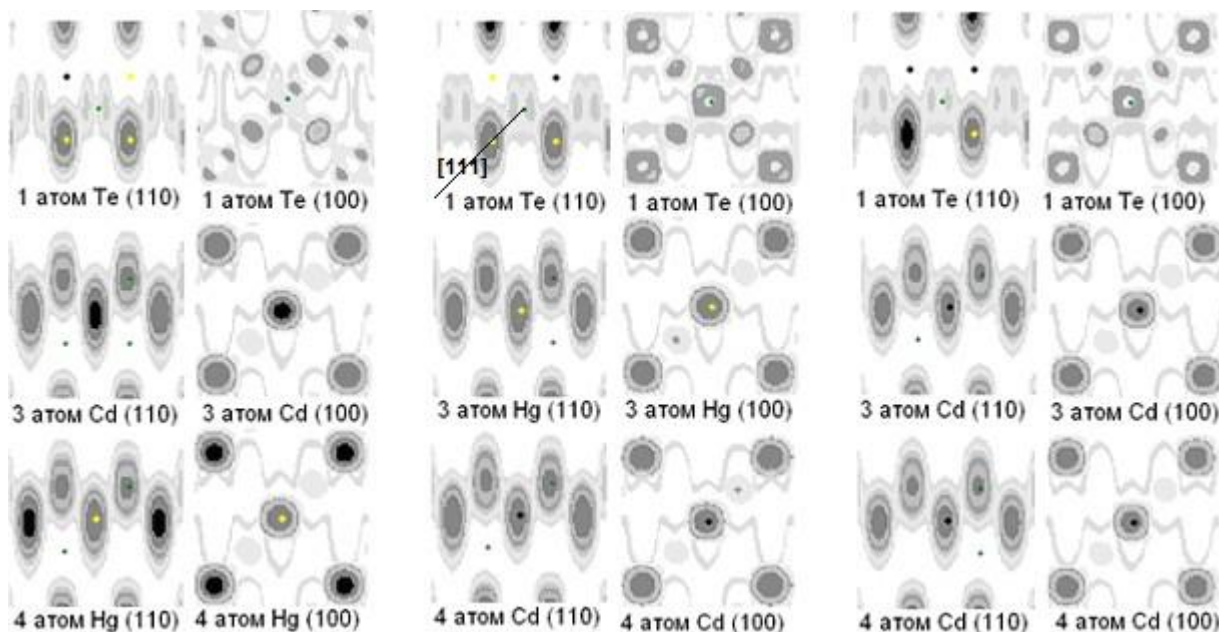 [111]
1 атом Te (110) 1 атом Te (100) 1 атом Te (110) 1 атом Te (100) 1 атом Te (110) 1 атом Te (100)
3 атом Cd (110) 3 атом Cd (100) 3 атом Hg (110) 3 атом Hg (100) 3 атом Cd (110) 3 атом Cd (100)
4 атом Hg (110) 4 атом Hg (100) 4 атом Cd (110) 4 атом Cd (100) 4 атом Cd (110) 4 атом Cd (100)